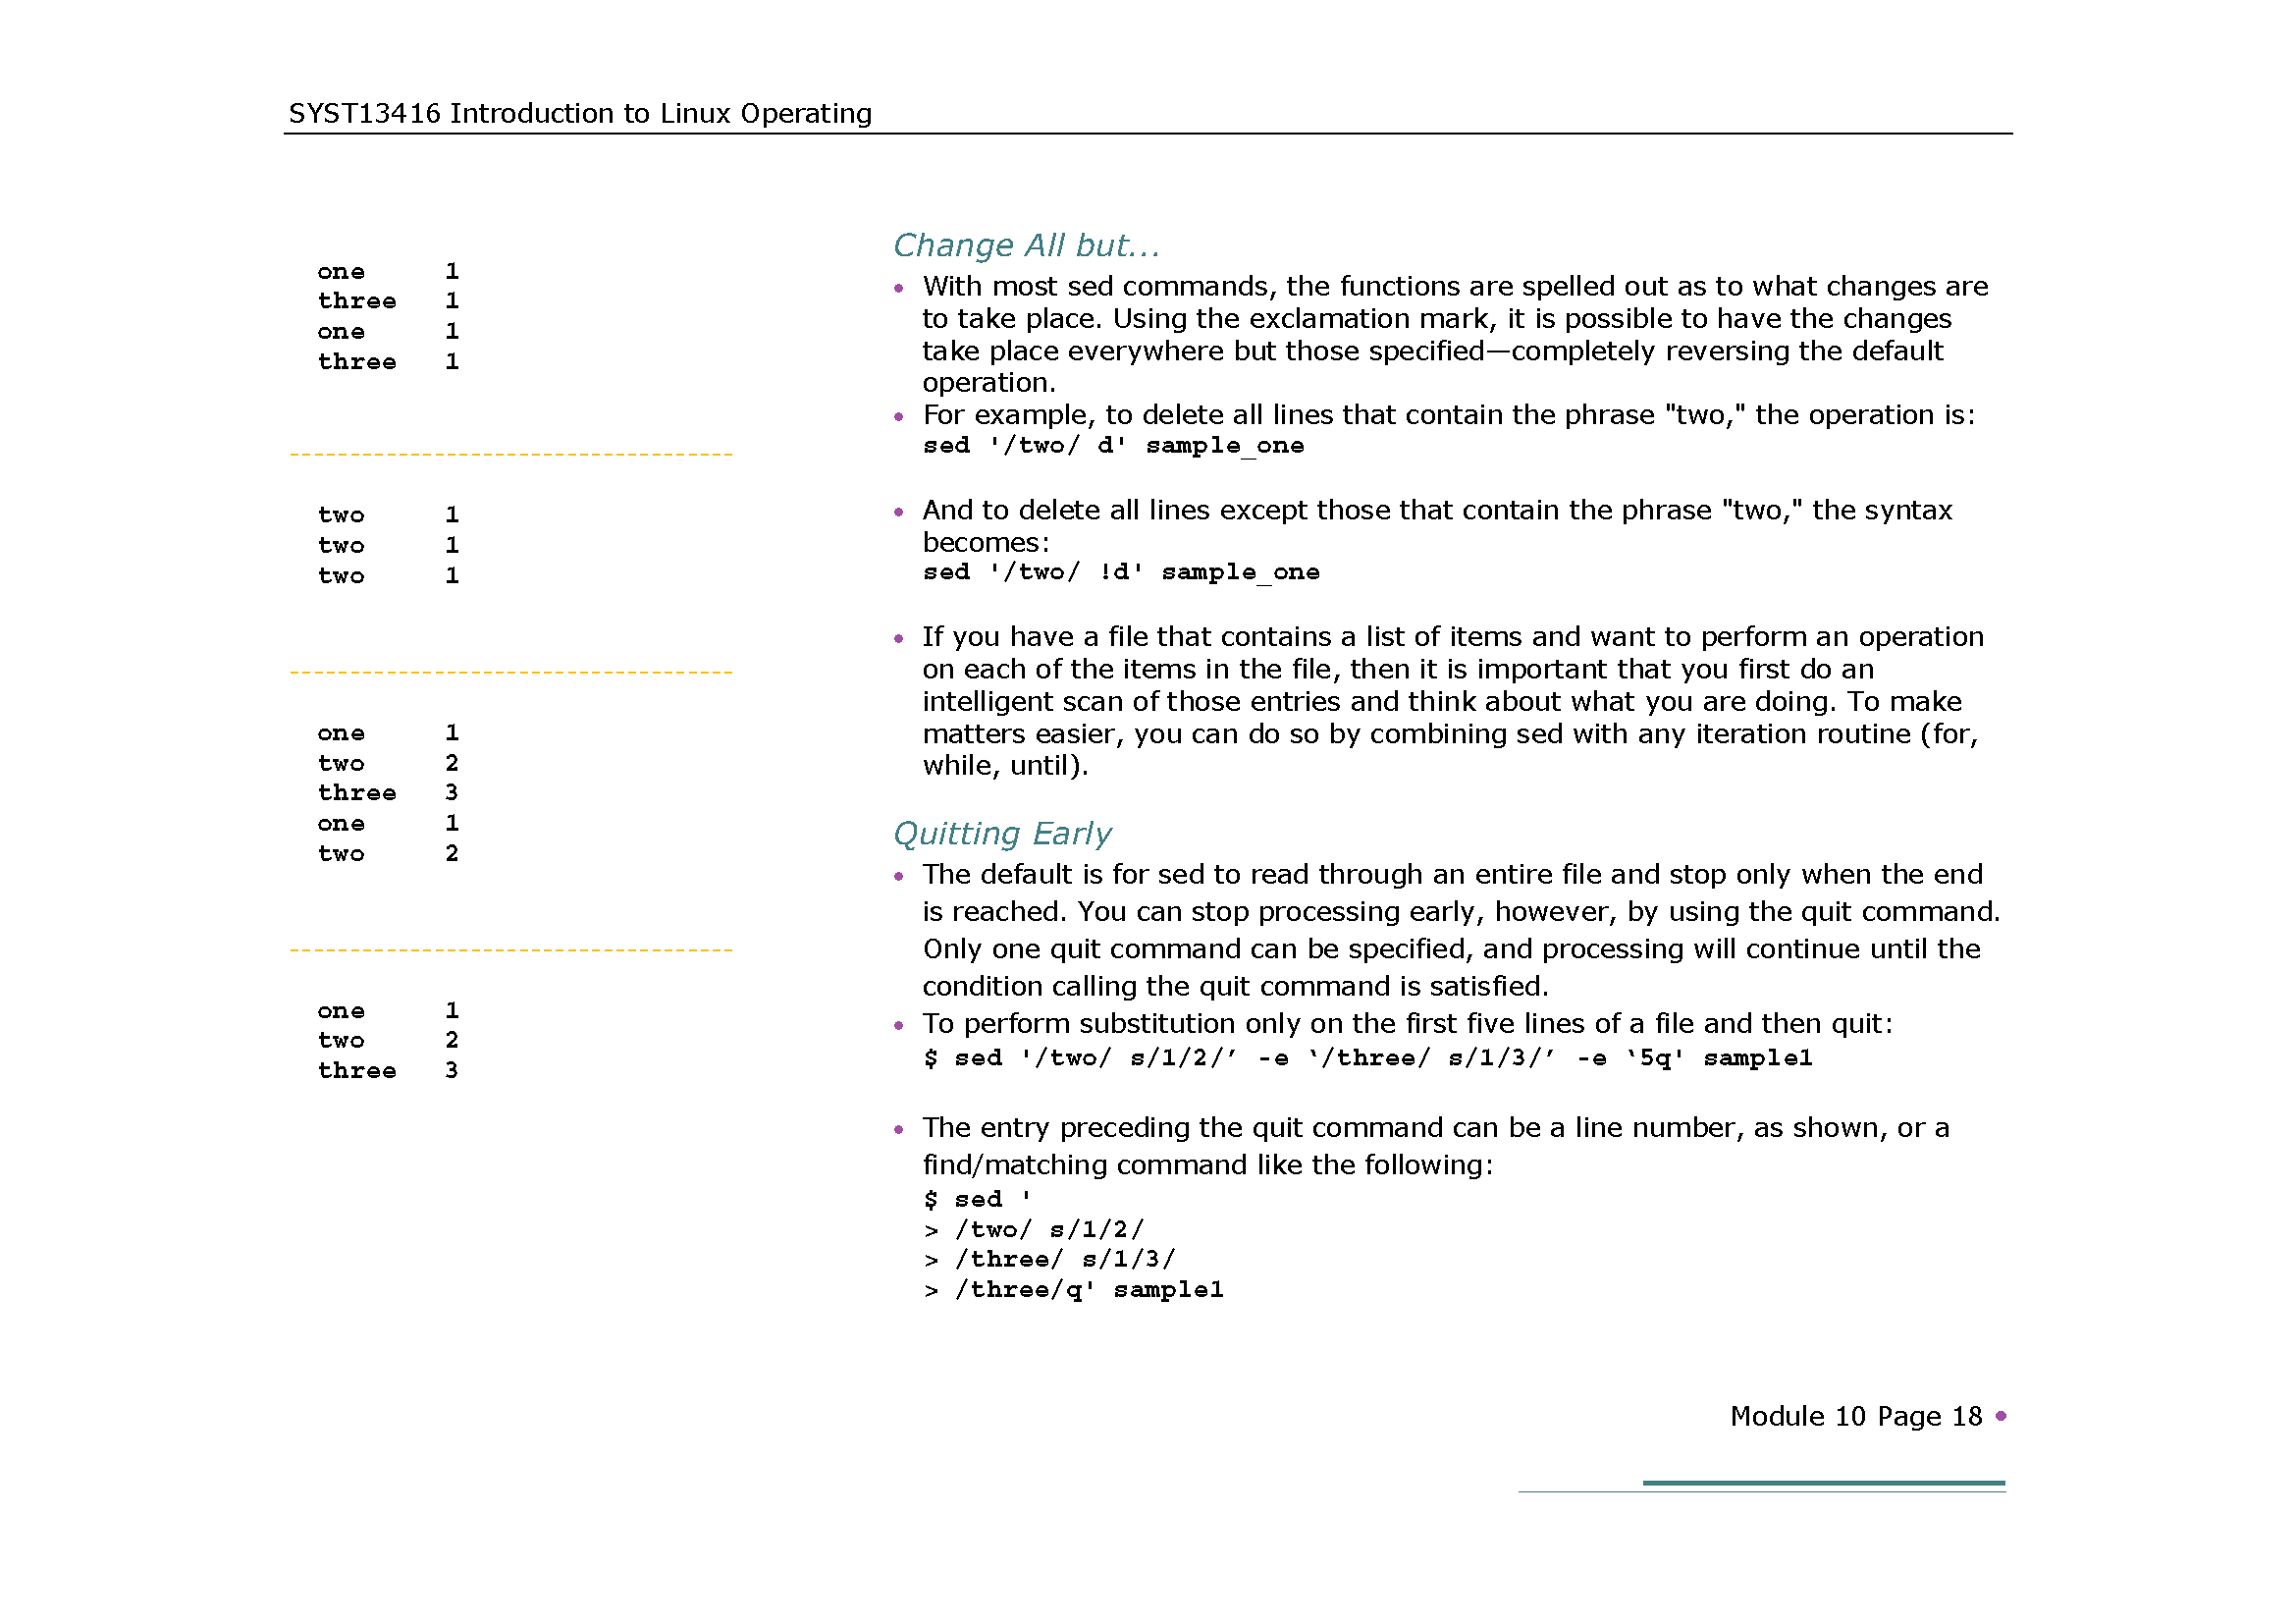 SYST13416 Introduction to Linux Operating
one 1
three 1
one 1
three 1
two 1
two 1
two 1
one 1
two 2
three 3
one 1
two 2
one 1
two 2
three 3
Change All but...
• With most sed commands, the functions are spelled out as to what changes are
to take place. Using the exclamation mark, it is possible to have the changes
take place everywhere but those specified—completely reversing the default
operation.
• For example, to delete all lines that contain the phrase "two," the operation is:
sed '/two/ d' sample_one
• And to delete all lines except those that contain the phrase "two," the syntax
becomes:
sed '/two/ !d' sample_one
• If you have a file that contains a list of items and want to perform an operation
on each of the items in the file, then it is important that you first do an
intelligent scan of those entries and think about what you are doing. To make
matters easier, you can do so by combining sed with any iteration routine (for,
while, until).
Quitting Early
• The default is for sed to read through an entire file and stop only when the end
is reached. You can stop processing early, however, by using the quit command.
Only one quit command can be specified, and processing will continue until the
condition calling the quit command is satisfied.
• To perform substitution only on the first five lines of a file and then quit:
$ sed '/two/ s/1/2/’ -e ‘/three/ s/1/3/’ -e ‘5q' sample1
• The entry preceding the quit command can be a line number, as shown, or a
find/matching command like the following:
$ sed '
> /two/ s/1/2/
> /three/ s/1/3/
> /three/q' sample1
Module 10 Page 18 •